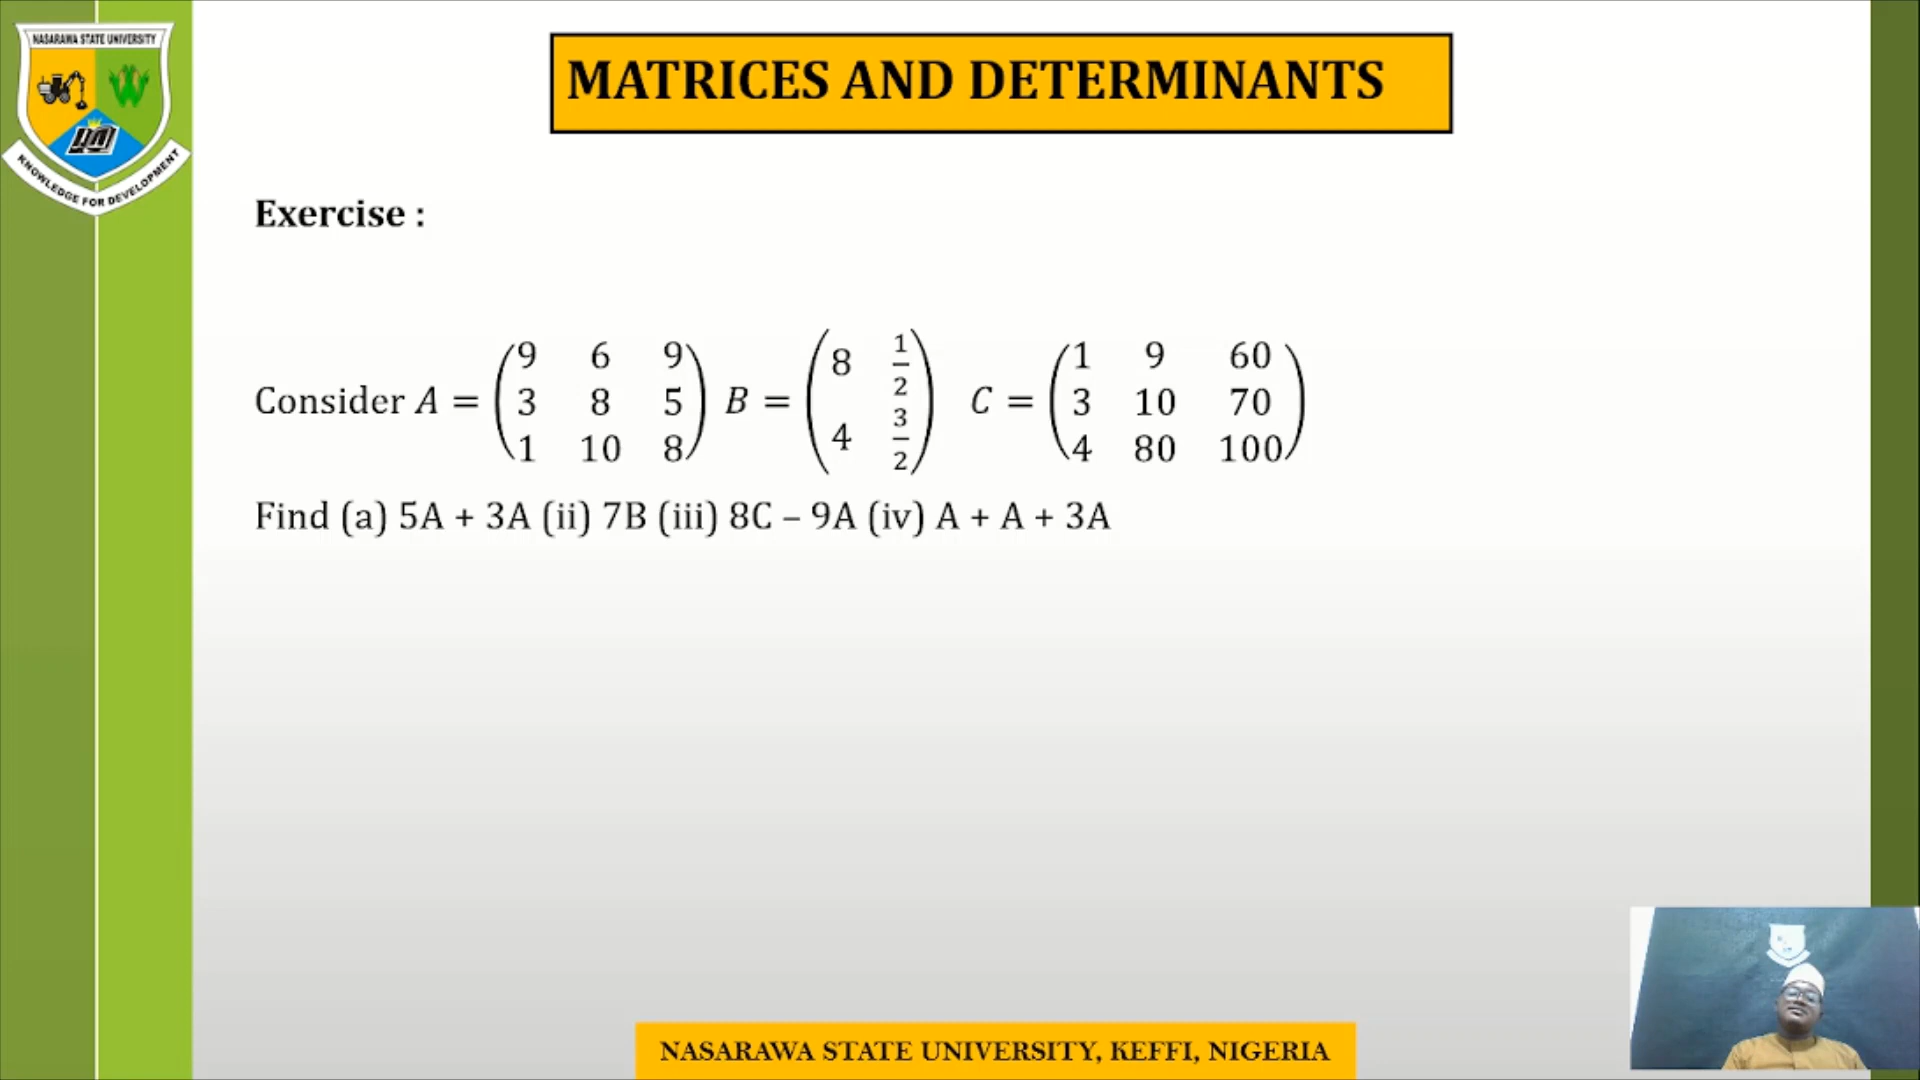 NASARAWA STATE UNIVERSITY
KNOWLEDGE FOR DEVELOPMENT
MATRICES AND DETERMINANTS
Exercise :
Consider A = (9 6 9; 3 8 5; 1 10 8) B = (8 1/2; 4 3/2) C = (1 9 60; 3 10 70; 4 80 100)
Find (a) 5A + 3A (ii) 7B (iii) 8C – 9A (iv) A + A + 3A
NASARAWA STATE UNIVERSITY, KEFFI, NIGERIA